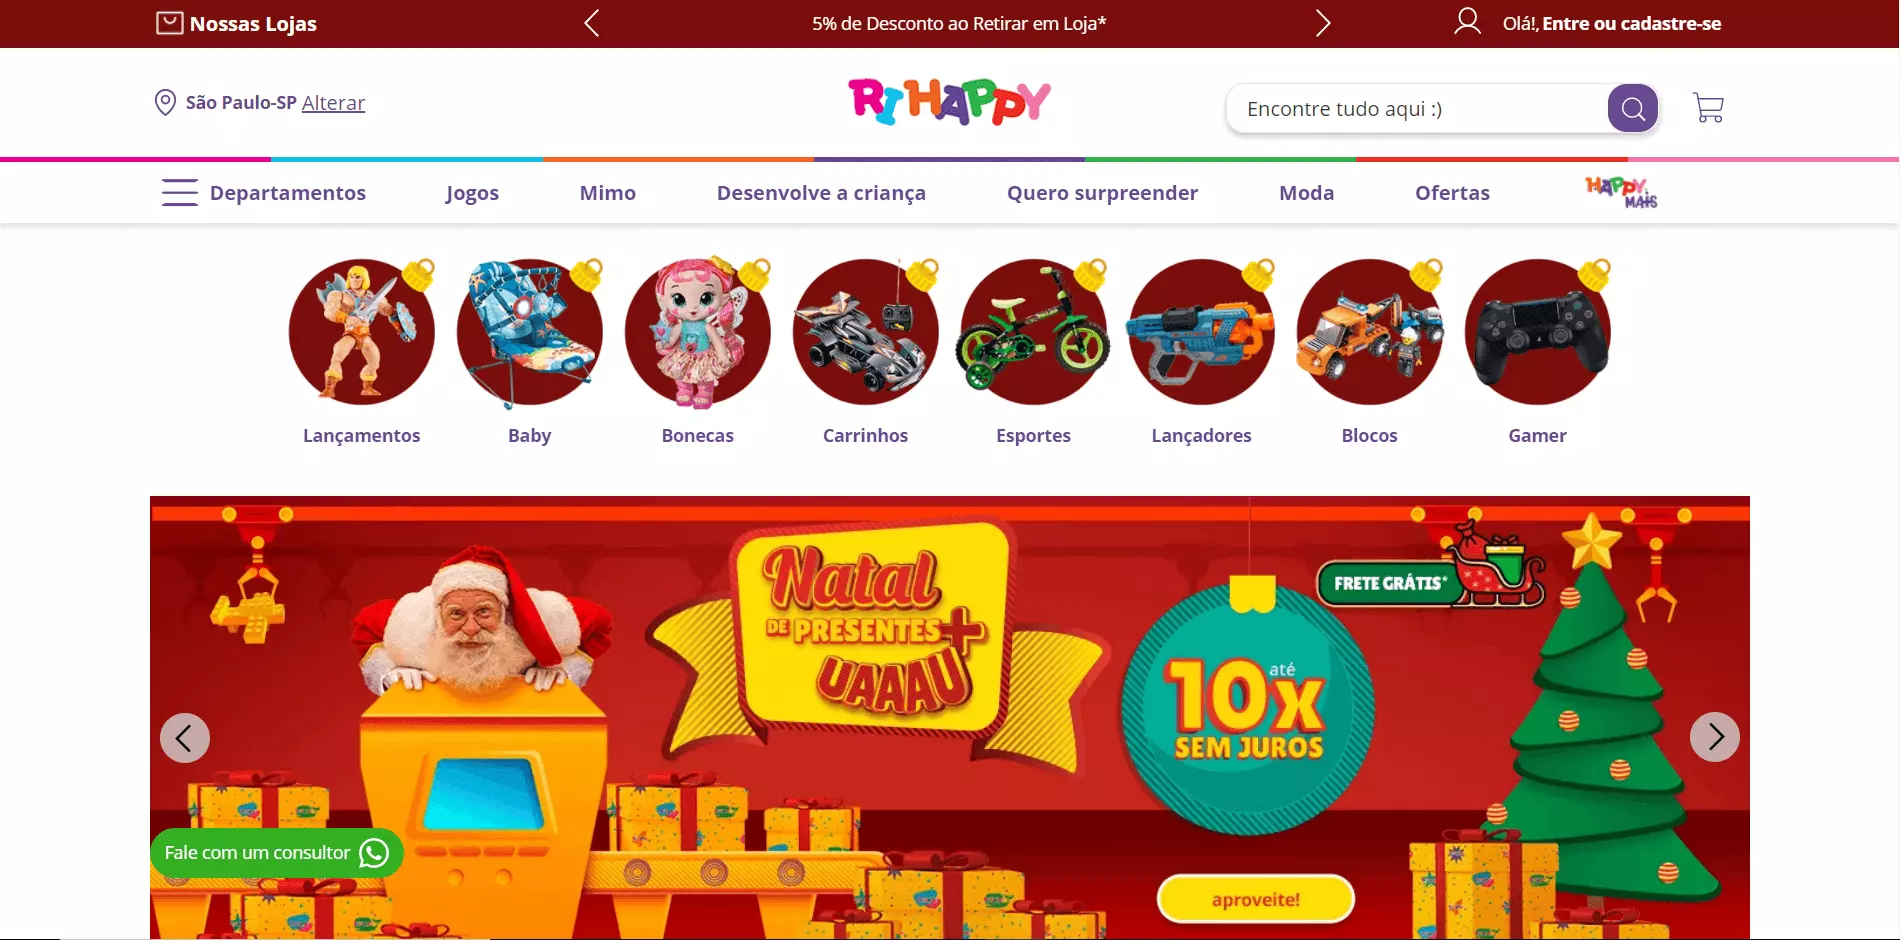 Nossas Lojas
5% de Desconto ao Retirar em Loja*
Olá!, Entre ou cadastre-se
São Paulo-SP Alterar
RI HAPPY
Encontre tudo aqui :)
Departamentos
Jogos
Mimo
Desenvolve a criança
Quero surpreender
Moda
Ofertas
HAPPY
MAIS
Lançamentos
Baby
Bonecas
Carrinhos
Esportes
Lançadores
Blocos
Gamer
Natal
DE PRESENTES +
UAAAU
FRETE GRÁTIS*
até
10x
SEM JUROS
Fale com um consultor
aproveite!